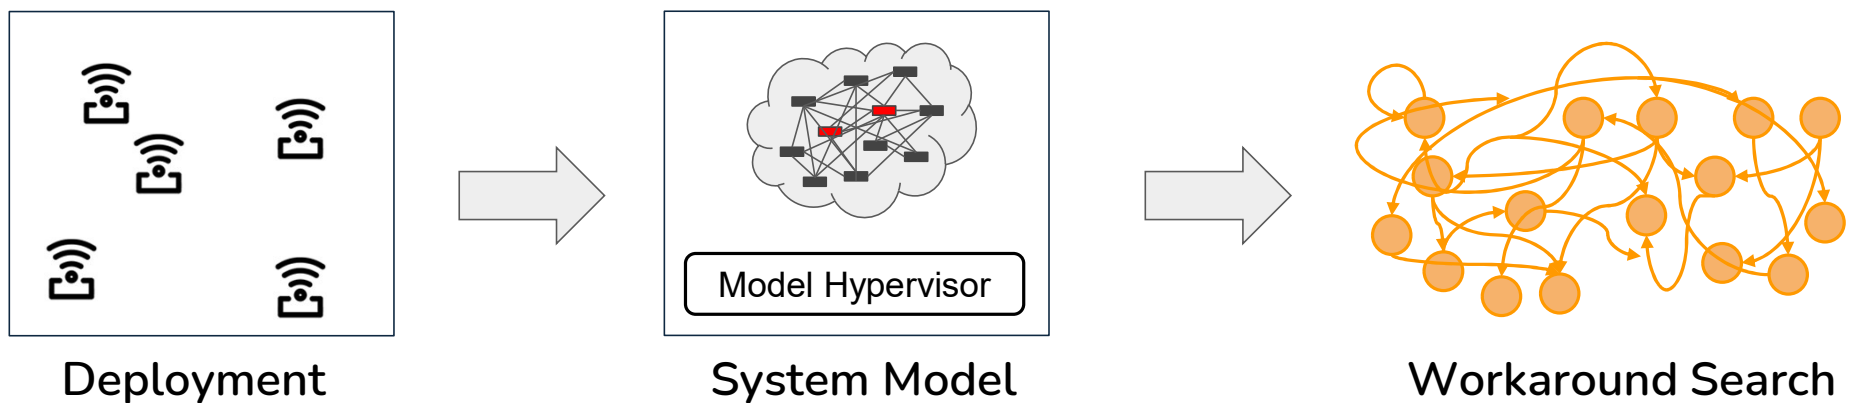 Model Hypervisor
Deployment
System Model
Workaround Search